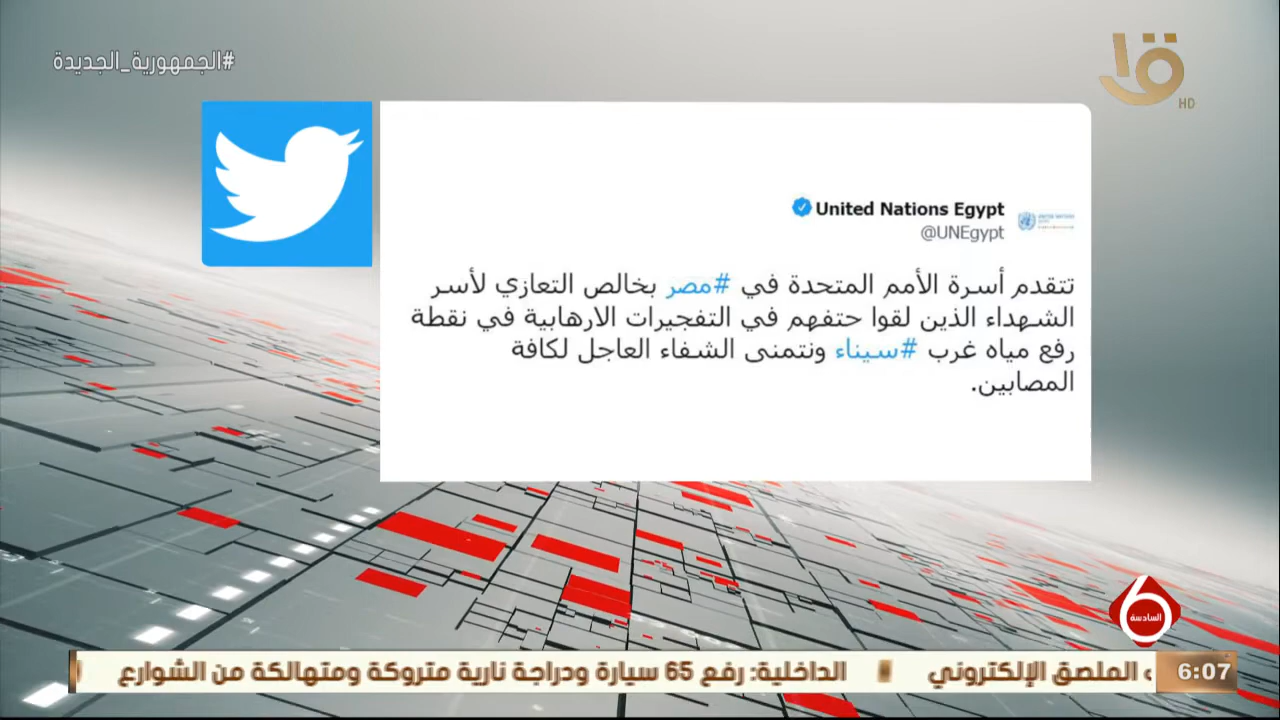 #الجمهورية_الجديدة
HD
United Nations Egypt
@UNEgypt
تتقدم أسرة الأمم المتحدة في #مصر بخالص التعازي لأسر
الشهداء الذين لقوا حتفهم في التفجيرات الارهابية في نقطة
رفع مياه غرب #سيناء ونتمنى الشفاء العاجل لكافة
المصابين.
6
السادسة
6:07
الملصق الإلكتروني
الداخلية: رفع 65 سيارة ودراجة نارية متروكة ومتهالكة من الشوارع